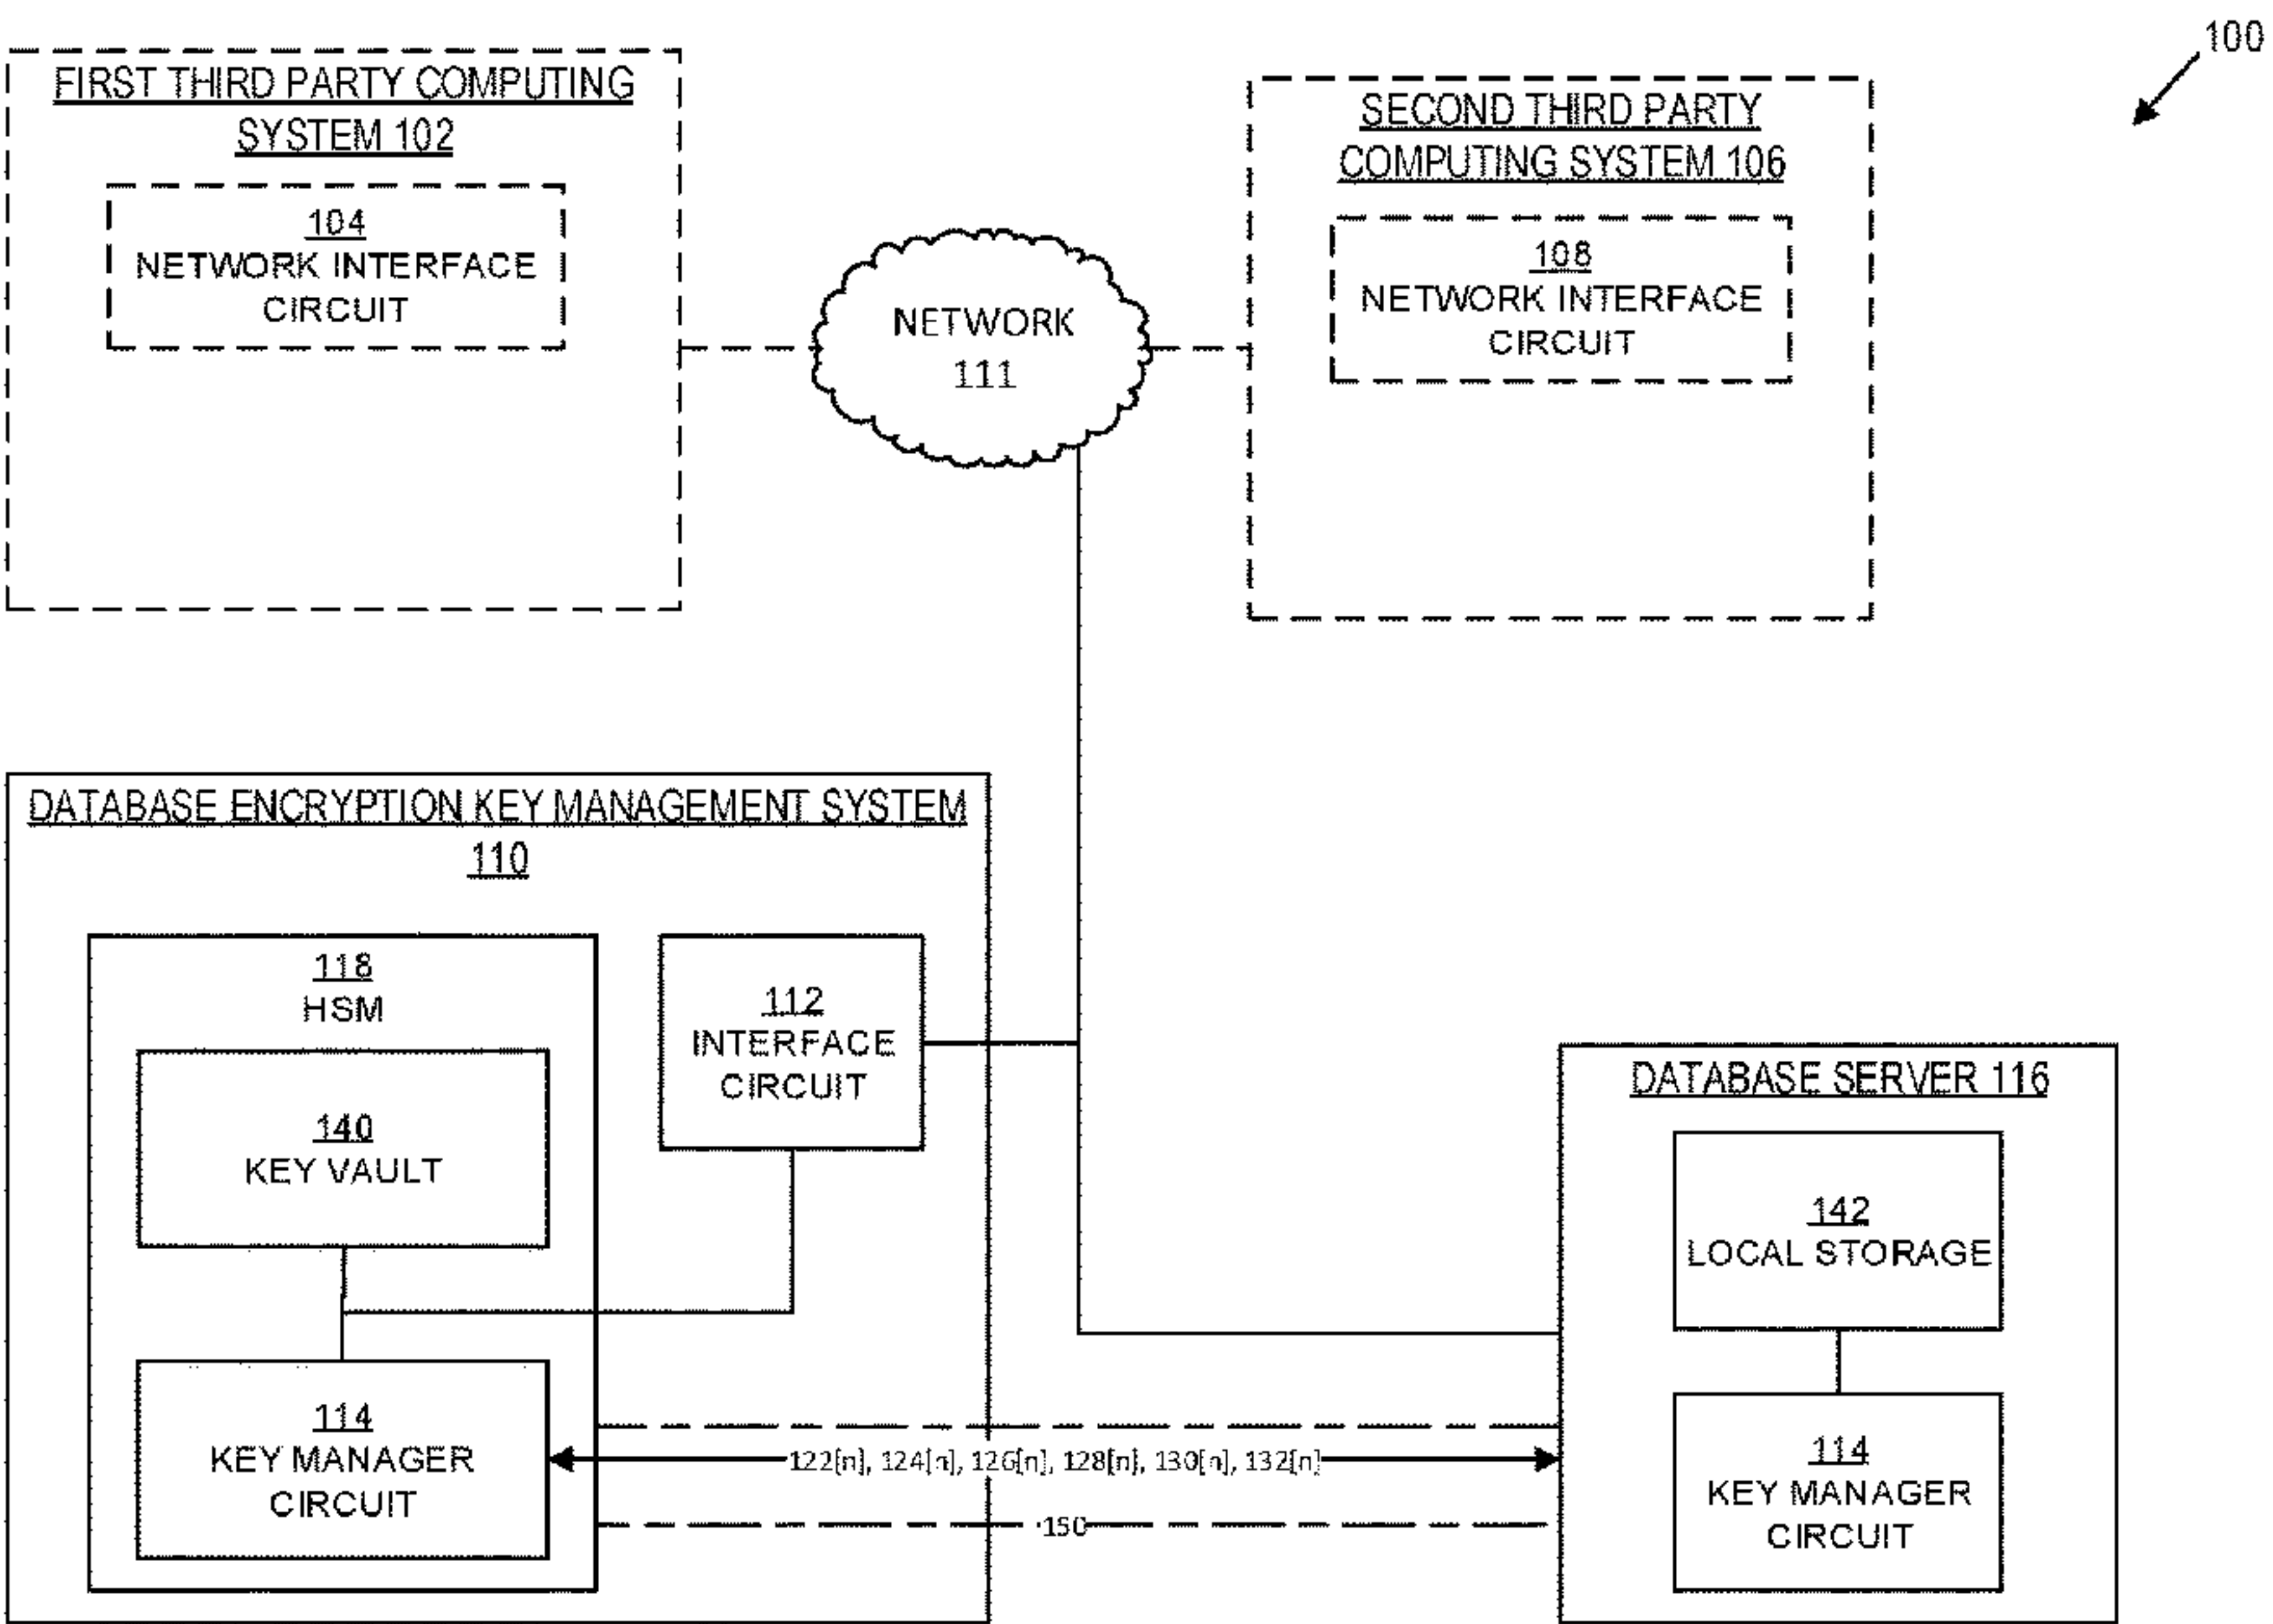 100
FIRST THIRD PARTY COMPUTING
SYSTEM 102
104
NETWORK INTERFACE
CIRCUIT
NETWORK
111
SECOND THIRD PARTY
COMPUTING SYSTEM 106
108
NETWORK INTERFACE
CIRCUIT
DATABASE ENCRYPTION KEY MANAGEMENT SYSTEM
110
118
HSM
140
KEY VAULT
112
INTERFACE
CIRCUIT
114
KEY MANAGER
CIRCUIT
122[n], 124[n], 126[n], 128[n], 130[n], 132[n]
150
DATABASE SERVER 116
142
LOCAL STORAGE
114
KEY MANAGER
CIRCUIT